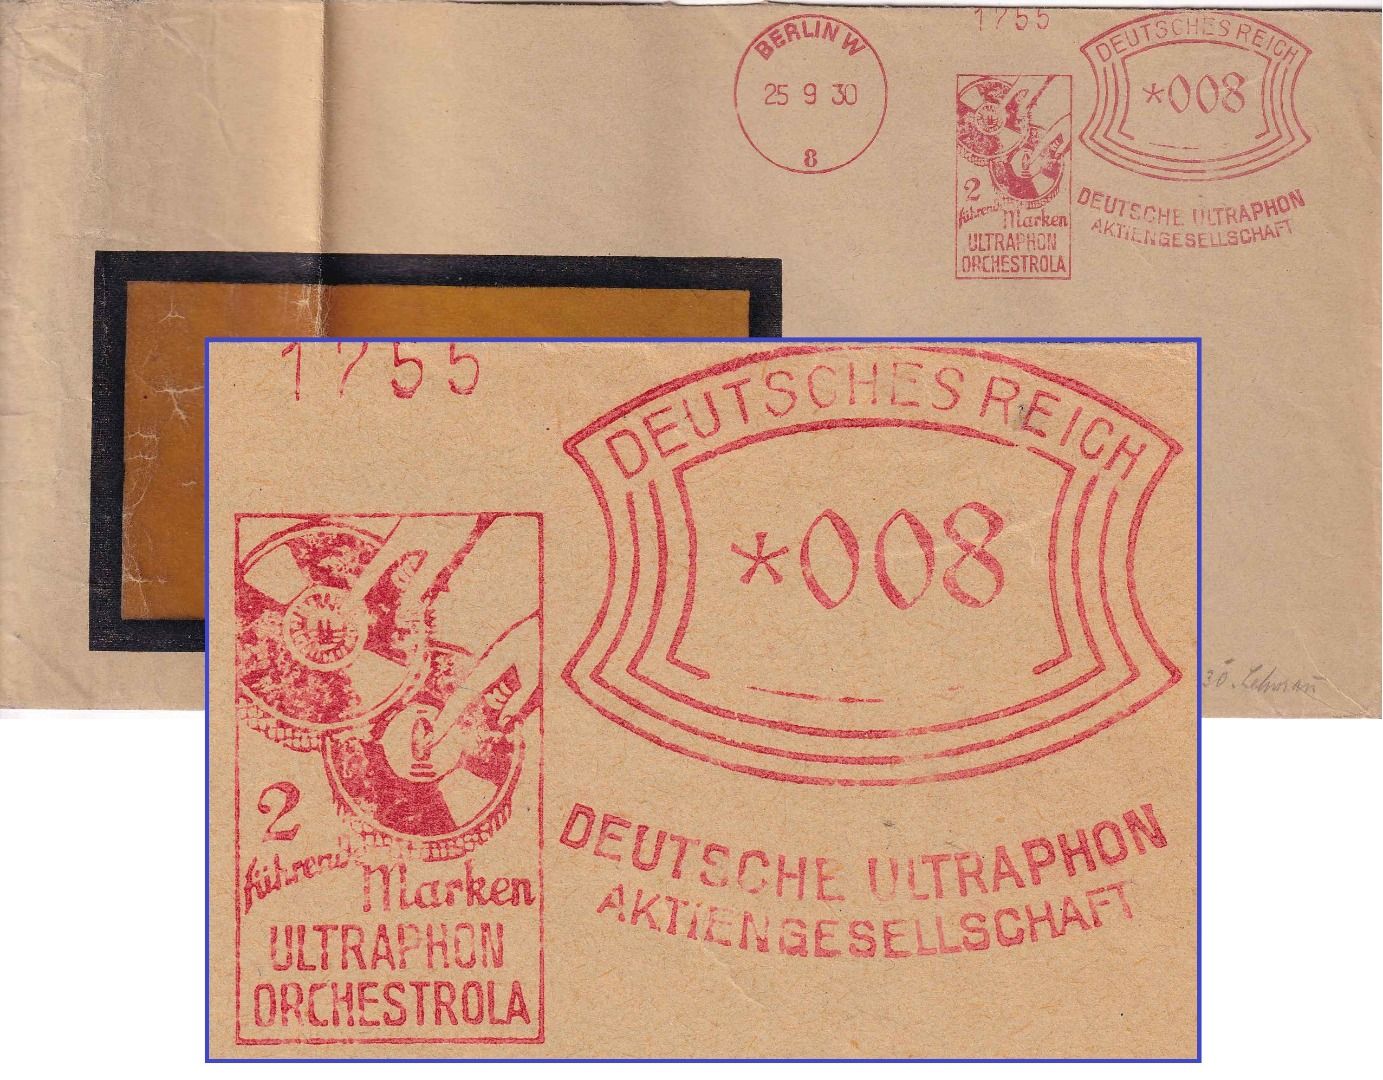 1755
BERLIN W
25 9 30
8
DEUTSCHES REICH
*008
2
führende
Marken
ULTRAPHON
ORCHESTROLA
DEUTSCHE ULTRAPHON
AKTIENGESELLSCHAFT
1755
DEUTSCHES REICH
*008
2
führende
Marken
ULTRAPHON
ORCHESTROLA
DEUTSCHE ULTRAPHON
AKTIENGESELLSCHAFT